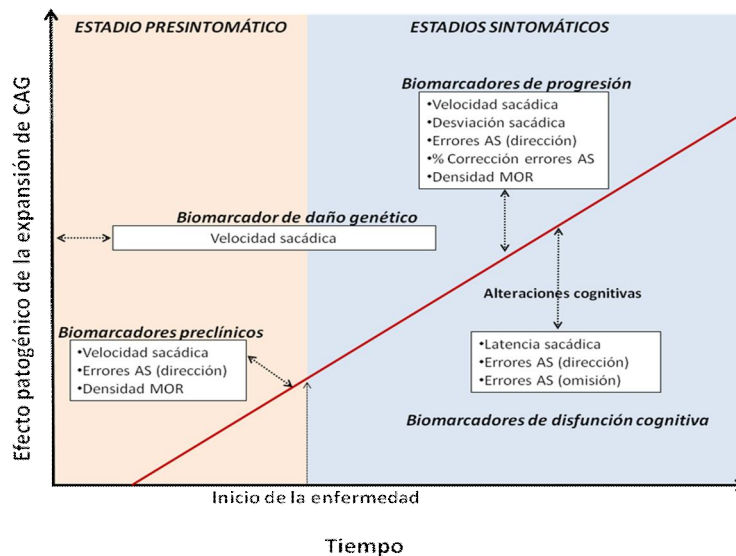 ESTADIO PRESINTOMÁTICO
ESTADIOS SINTOMÁTICOS
Efecto patogénico de la expansión de CAG
Biomarcadores de progresión
•Velocidad sacádica
•Desviación sacádica
•Errores AS (dirección)
•% Corrección errores AS
•Densidad MOR
Biomarcador de daño genético
Velocidad sacádica
Alteraciones cognitivas
Biomarcadores preclínicos
•Velocidad sacádica
•Errores AS (dirección)
•Densidad MOR
•Latencia sacádica
•Errores AS (dirección)
•Errores AS (omisión)
Biomarcadores de disfunción cognitiva
Inicio de la enfermedad
Tiempo